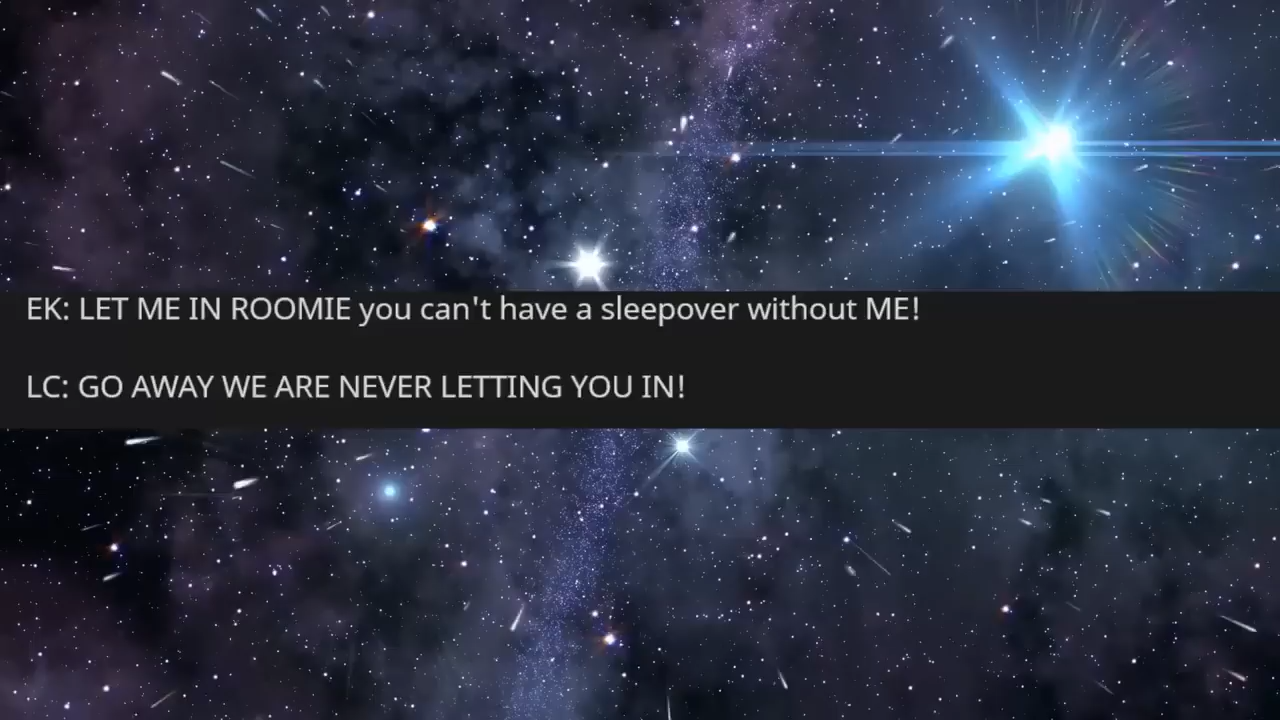 EK: LET ME IN ROOMIE you can't have a sleepover without ME!
LC: GO AWAY WE ARE NEVER LETTING YOU IN!